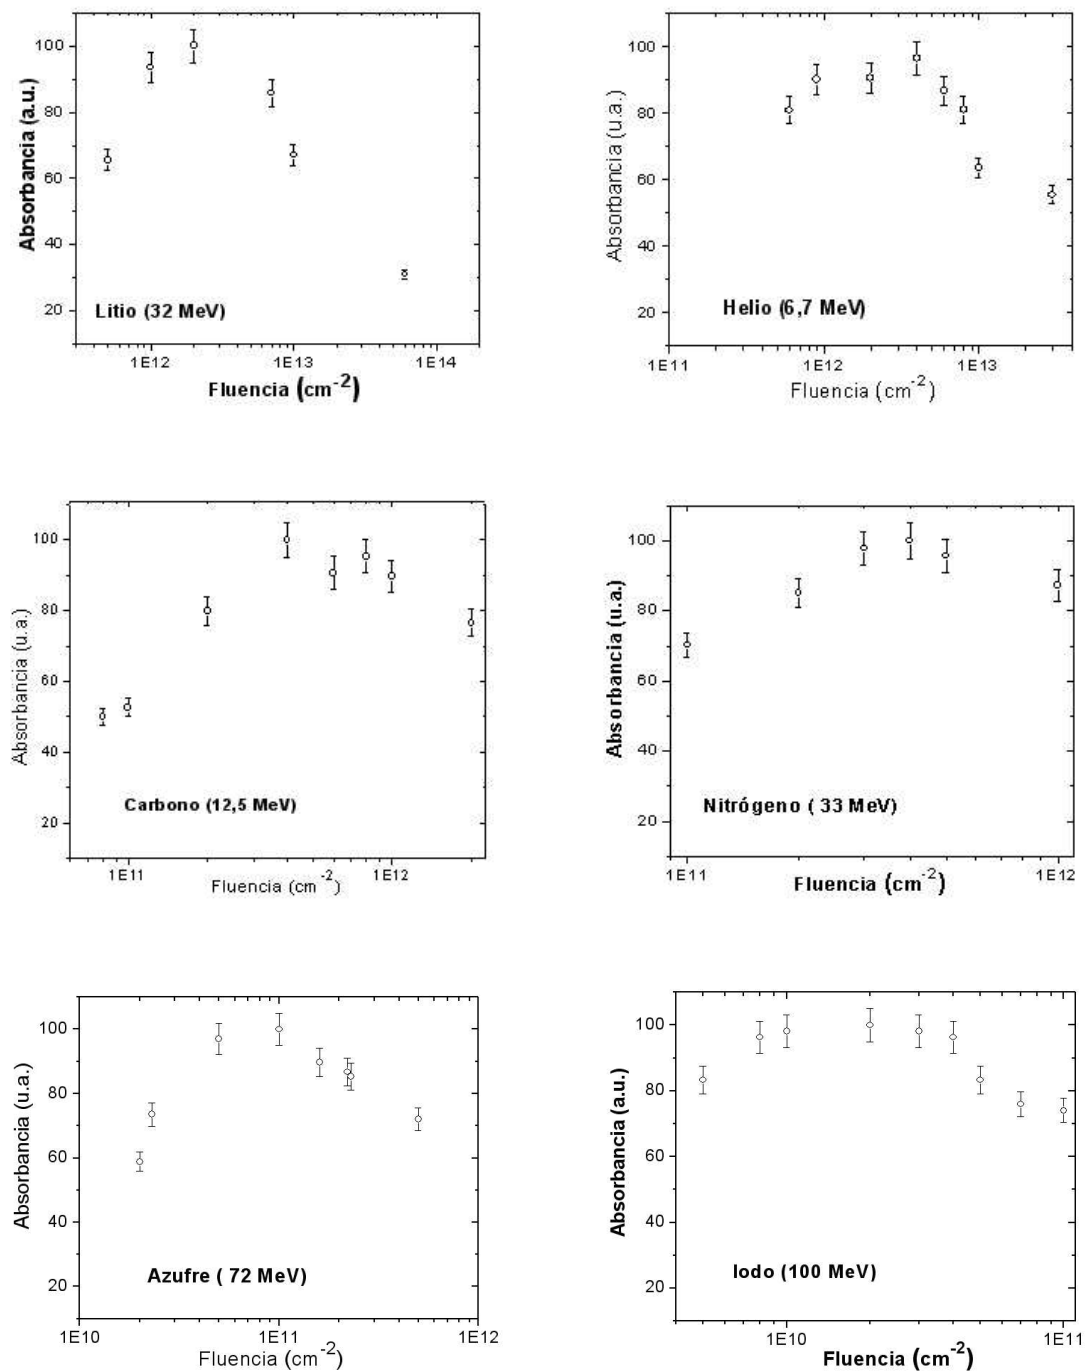 100
80
60
40
20
Absorbancia (a.u.)
Litio (32 MeV)
1E12 1E13 1E14
Fluencia (cm-2)
100
80
60
40
20
Absorbancia (u.a.)
Helio (6,7 MeV)
1E11 1E12 1E13
Fluencia (cm-2)
100
80
60
40
20
Absorbancia (u.a.)
Carbono (12,5 MeV)
1E11 1E12
Fluencia (cm-2)
100
80
60
40
20
Absorbancia (u.a.)
Nitrógeno ( 33 MeV)
1E11 1E12
Fluencia (cm-2)
100
80
60
40
20
Absorbancia (u.a.)
Azufre ( 72 MeV)
1E10 1E11 1E12
Fluencia (cm-2)
100
80
60
40
20
Absorbancia (a.u.)
Iodo (100 MeV)
1E10 1E11
Fluencia (cm-2)